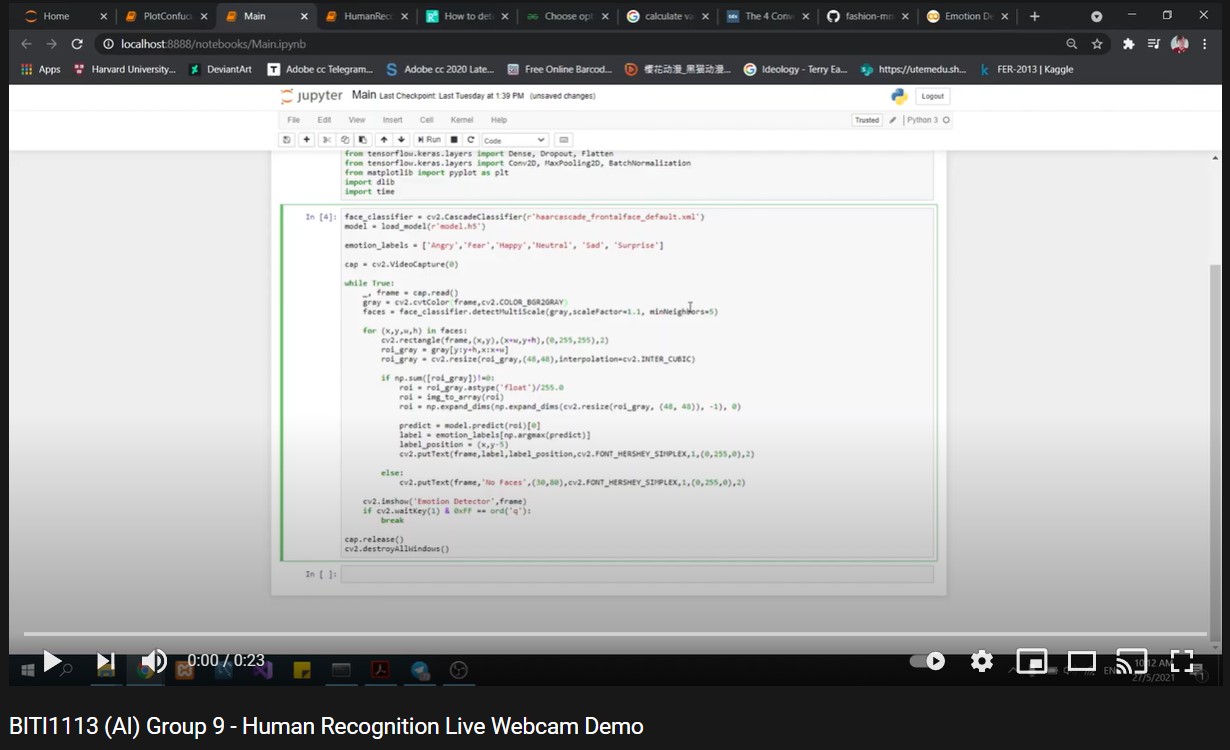 Home
PlotConfuc
Main
HumanRec
How to det
Choose opt
calculate va
The 4 Conv
fashion-mn
Emotion De
localhost:8888/notebooks/Main.ipynb
Apps
Harvard University...
DeviantArt
Adobe cc Telegram...
Adobe cc 2020 Late...
Free Online Barcod...
樱花动漫_黑猫动漫...
Ideology - Terry Ea...
https://utemedu.sh...
FER-2013 | Kaggle
jupyter Main Last Checkpoint: Last Tuesday at 1:39 PM (unsaved changes)
Logout
File Edit View Insert Cell Kernel Help
Trusted Python 3
Run Code
from tensorflow.keras.layers import Dense, Dropout, Flatten
from tensorflow.keras.layers import Conv2D, MaxPooling2D, BatchNormalization
from matplotlib import pyplot as plt
import dlib
import time
In [4]:
face_classifier = cv2.CascadeClassifier(r'haarcascade_frontalface_default.xml')
model = load_model(r'model.h5')
emotion_labels = ['Angry','Fear','Happy','Neutral', 'Sad', 'Surprise']
cap = cv2.VideoCapture(0)
while True:
_, frame = cap.read()
gray = cv2.cvtColor(frame,cv2.COLOR_BGR2GRAY)
faces = face_classifier.detectMultiScale(gray,scaleFactor=1.1, minNeighbors=5)
for (x,y,w,h) in faces:
cv2.rectangle(frame,(x,y),(x+w,y+h),(0,255,255),2)
roi_gray = gray[y:y+h,x:x+w]
roi_gray = cv2.resize(roi_gray,(48,48),interpolation=cv2.INTER_CUBIC)
if np.sum([roi_gray])!=0:
roi = roi_gray.astype('float')/255.0
roi = img_to_array(roi)
roi = np.expand_dims(np.expand_dims(cv2.resize(roi_gray, (48, 48)), -1), 0)
predict = model.predict(roi)[0]
label = emotion_labels[np.argmax(predict)]
label_position = (x,y-5)
cv2.putText(frame,label,label_position,cv2.FONT_HERSHEY_SIMPLEX,1,(0,255,0),2)
else:
cv2.putText(frame,'No Faces',(30,80),cv2.FONT_HERSHEY_SIMPLEX,1,(0,255,0),2)
cv2.imshow('Emotion Detector',frame)
if cv2.waitKey(1) & 0xFF == ord('q'):
break
cap.release()
cv2.destroyAllWindows()
In [ ]:
0:00 / 0:23
10:12 AM
27/5/2021
BITI1113 (AI) Group 9 - Human Recognition Live Webcam Demo